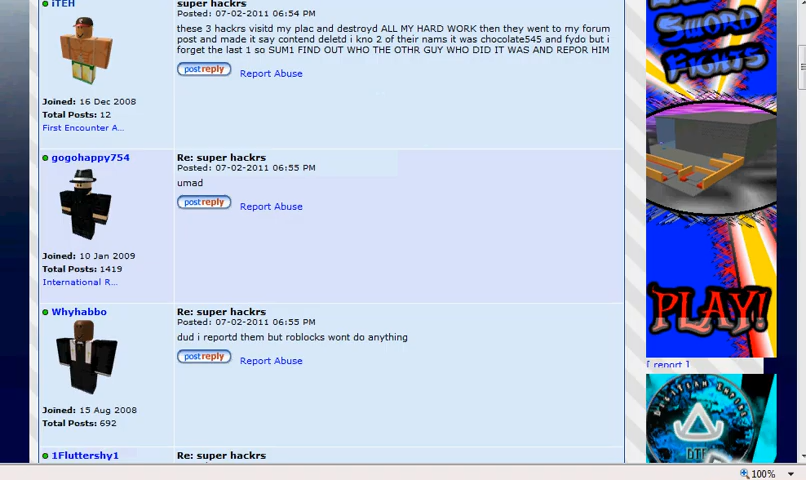 iTEH
super hackrs
Posted: 07-02-2011 06:54 PM
these 3 hackrs visitd my plac and destroyd ALL MY HARD WORK then they went to my forum
post and made it say contend deletd i kno 2 of their nams it was chocolate545 and fydo but i
forget the last 1 so SUM1 FIND OUT WHO THE OTHR GUY WHO DID IT WAS AND REPOR HIM
postreply Report Abuse
Joined: 16 Dec 2008
Total Posts: 12
First Encounter A...
gogohappy754
Re: super hackrs
Posted: 07-02-2011 06:55 PM
umad
postreply Report Abuse
Joined: 10 Jan 2009
Total Posts: 1419
International R...
Whyhabbo
Re: super hackrs
Posted: 07-02-2011 06:55 PM
dud i reportd them but roblocks wont do anything
postreply Report Abuse
Joined: 15 Aug 2008
Total Posts: 692
1Fluttershy1
Re: super hackrs
SWORD
FIGHTS
PLAY!
[ report ]
100%